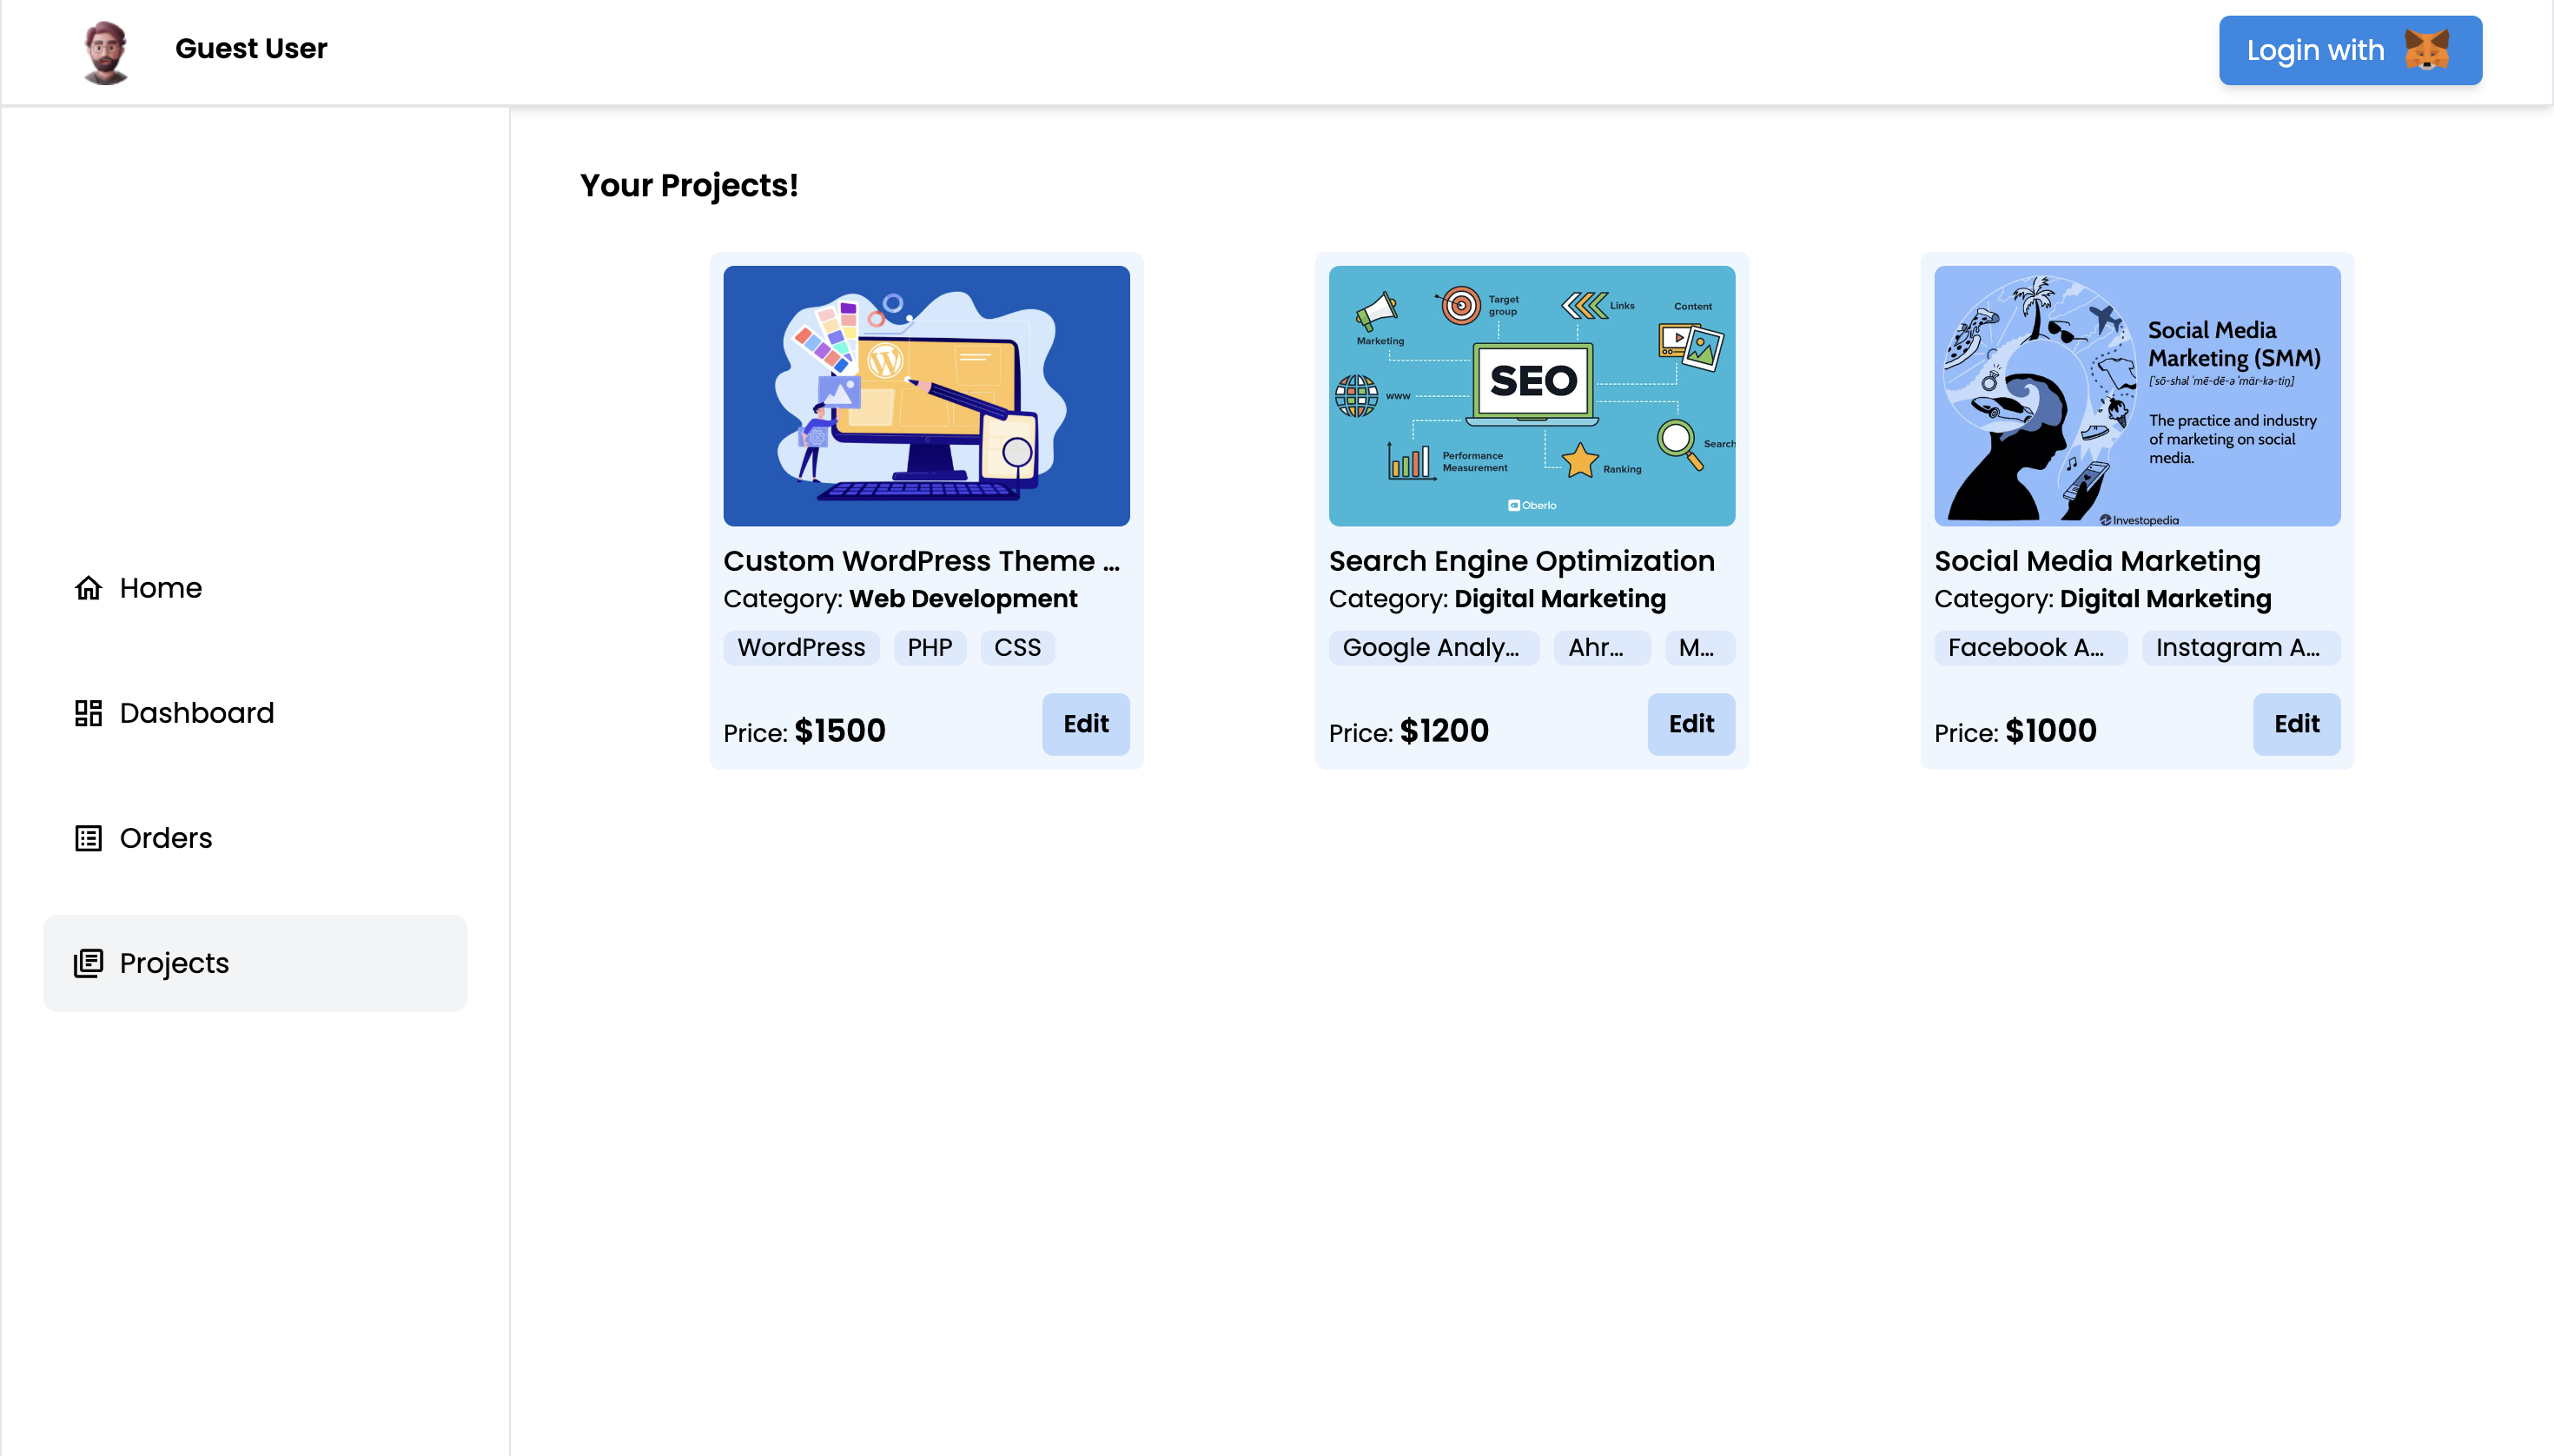 Guest User
Login with
Your Projects!
Home
Dashboard
Orders
Projects
Custom WordPress Theme ...
Category: Web Development
WordPress PHP CSS
Price: $1500
Edit
Marketing
Target
group
Links
Content
www
SEO
Performance
Measurement
Ranking
Search
Oberlo
Search Engine Optimization
Category: Digital Marketing
Google Analy... Ahr... M...
Price: $1200
Edit
Social Media
Marketing (SMM)
[ˈsō-shəl ˈmē-dē-ə ˈmär-kə-tiŋ]
The practice and industry
of marketing on social
media.
Investopedia
Social Media Marketing
Category: Digital Marketing
Facebook A... Instagram A...
Price: $1000
Edit